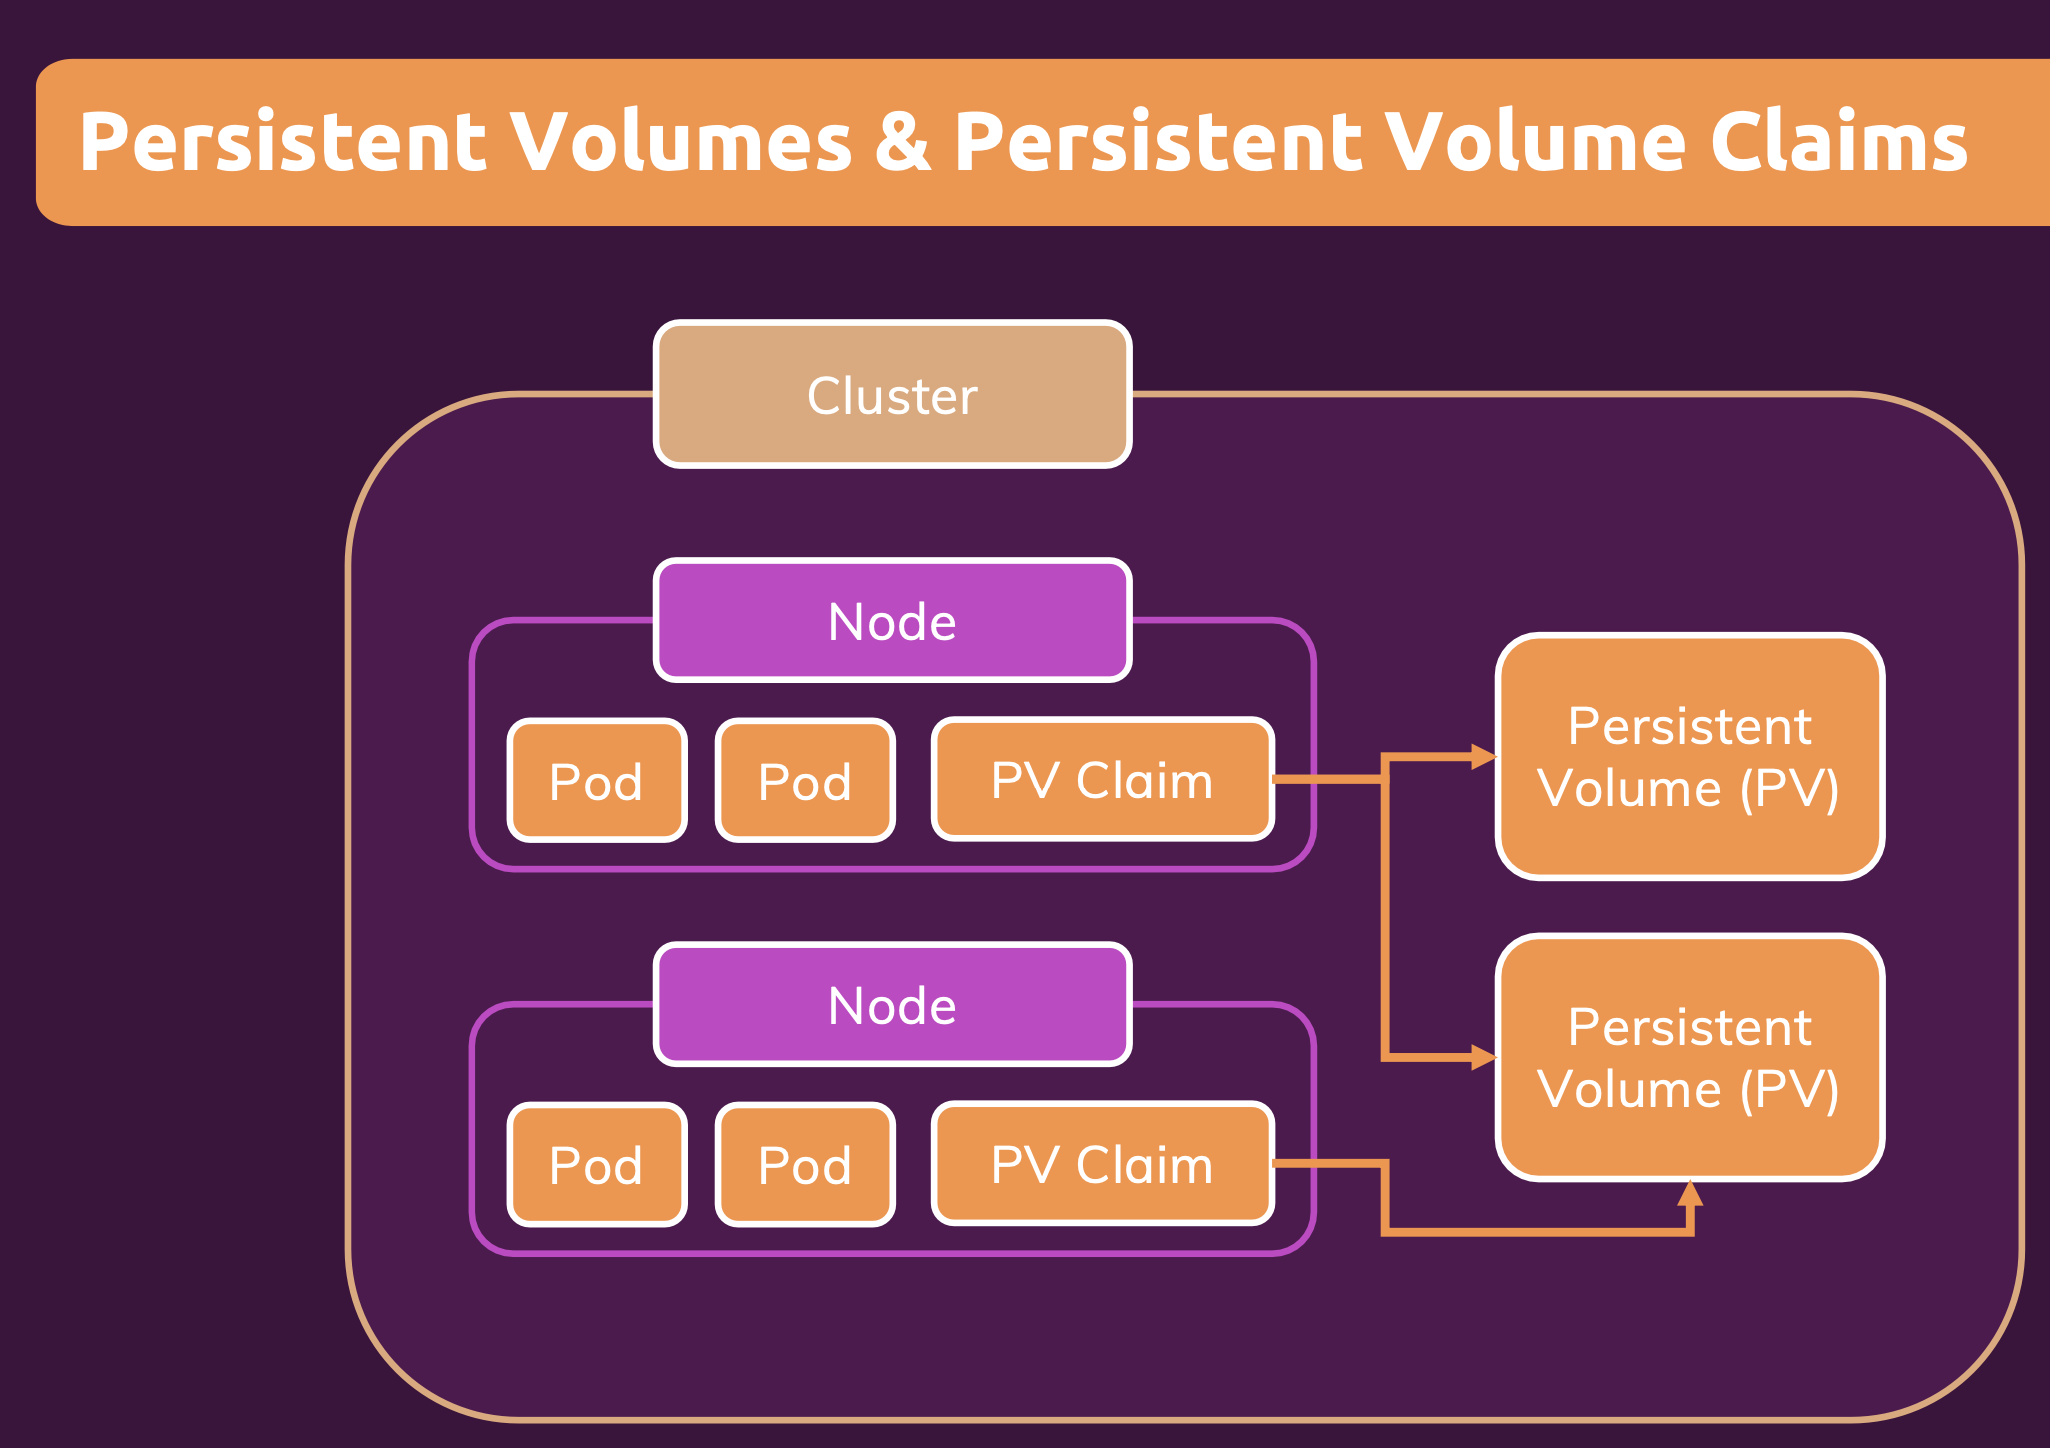 Persistent Volumes & Persistent Volume Claims
Cluster
Node
Pod
Pod
PV Claim
Persistent
Volume (PV)
Node
Pod
Pod
PV Claim
Persistent
Volume (PV)